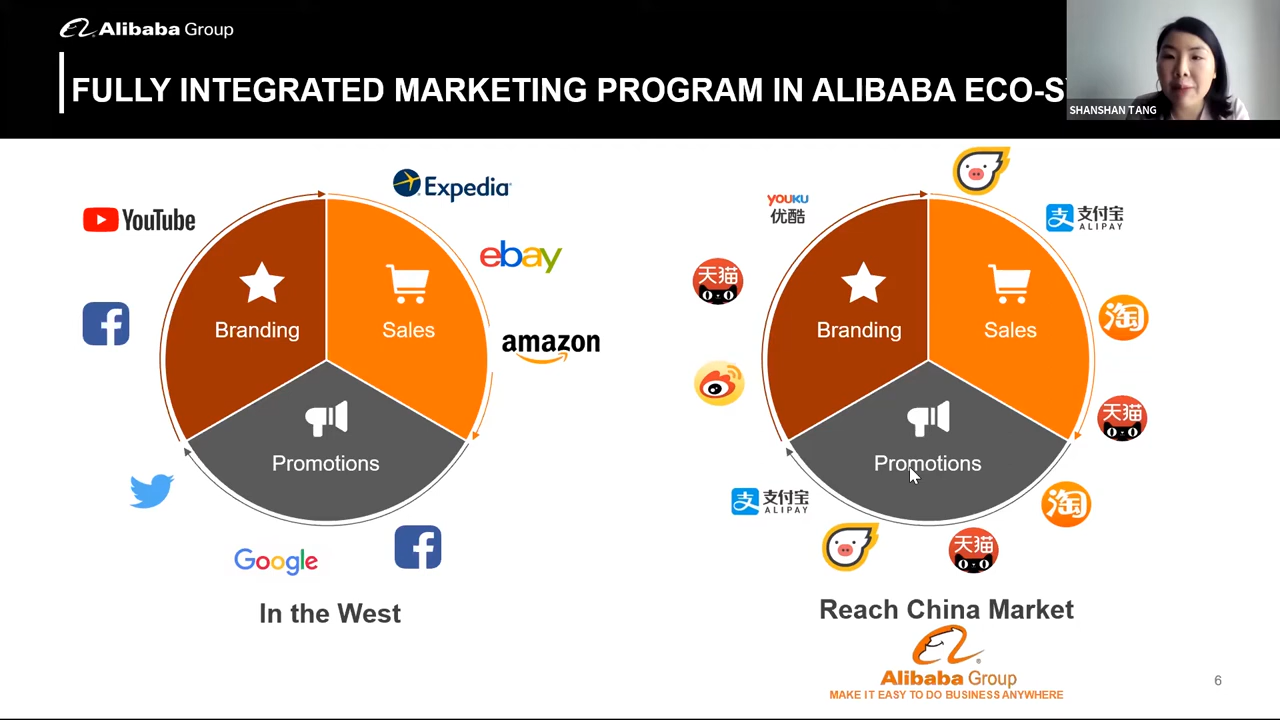 Alibaba Group
FULLY INTEGRATED MARKETING PROGRAM IN ALIBABA ECO-S
SHANSHAN TANG
YouTube
Expedia
ebay
amazon
Branding
Sales
Promotions
Google
In the West
YOUKU
优酷
支付宝
ALIPAY
天猫
淘
Branding
Sales
天猫
Promotions
支付宝
ALIPAY
淘
天猫
Reach China Market
Alibaba Group
MAKE IT EASY TO DO BUSINESS ANYWHERE
6